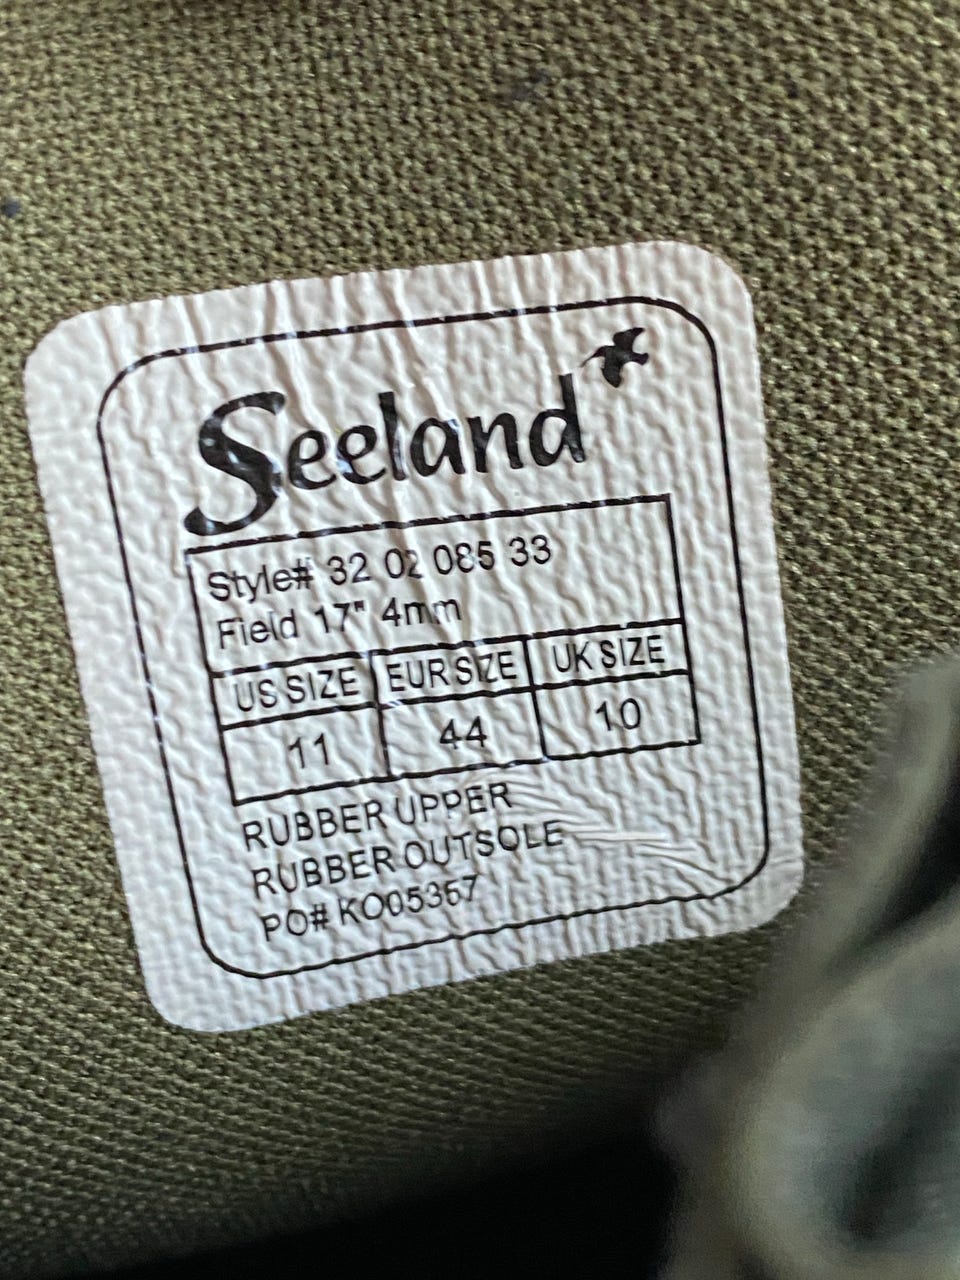 Seeland
Style# 32 02 085 33
Field 17" 4mm
US SIZE EUR SIZE UK SIZE
11 44 10
RUBBER UPPER
RUBBER OUTSOLE
PO# KO05367